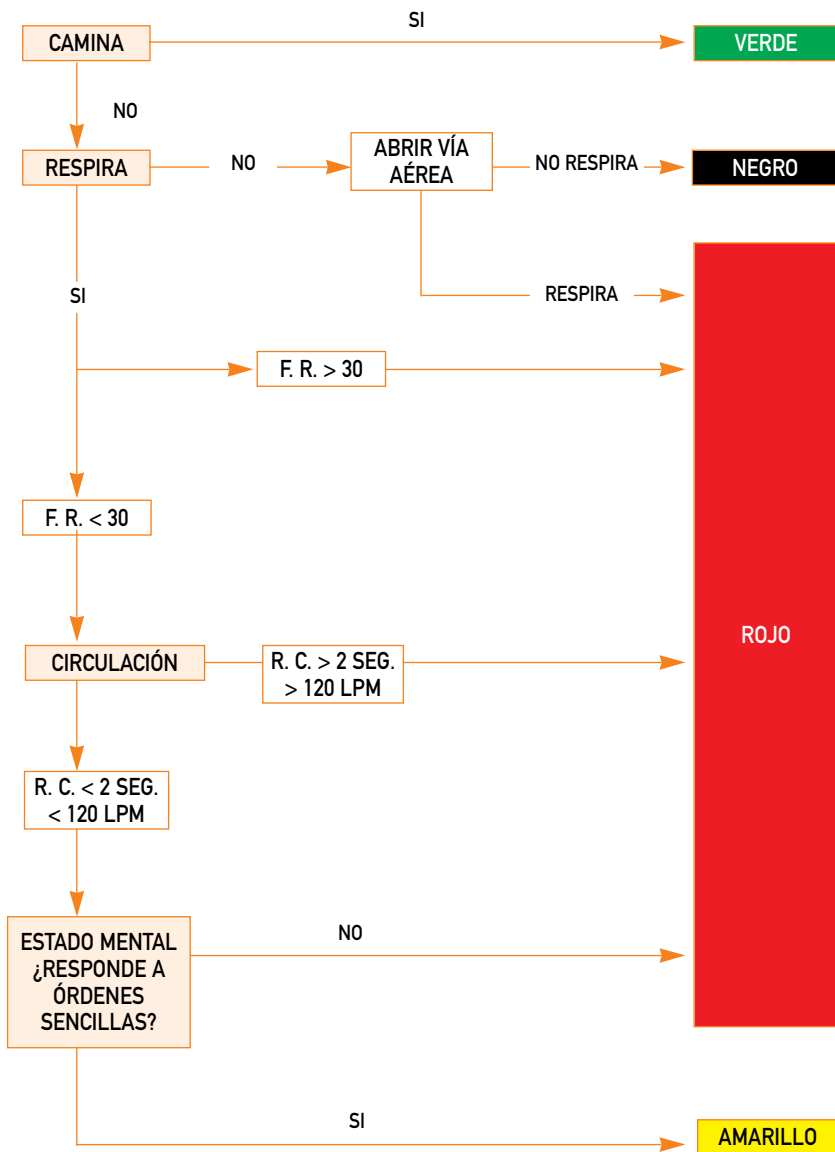 SI
CAMINA
VERDE
NO
RESPIRA
NO
ABRIR VÍA
AÉREA
NO RESPIRA
NEGRO
SI
RESPIRA
F. R. > 30
F. R. < 30
ROJO
CIRCULACIÓN
R. C. > 2 SEG.
> 120 LPM
R. C. < 2 SEG.
< 120 LPM
ESTADO MENTAL
¿RESPONDE A
ÓRDENES
SENCILLAS?
NO
SI
AMARILLO